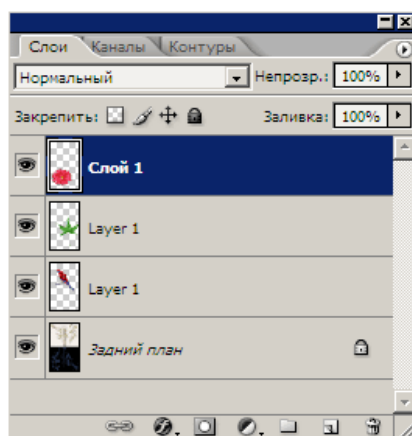 Слои Каналы Контуры
Нормальный Непрозр.: 100%
Закрепить: Заливка: 100%
Слой 1
Layer 1
Layer 1
Задний план